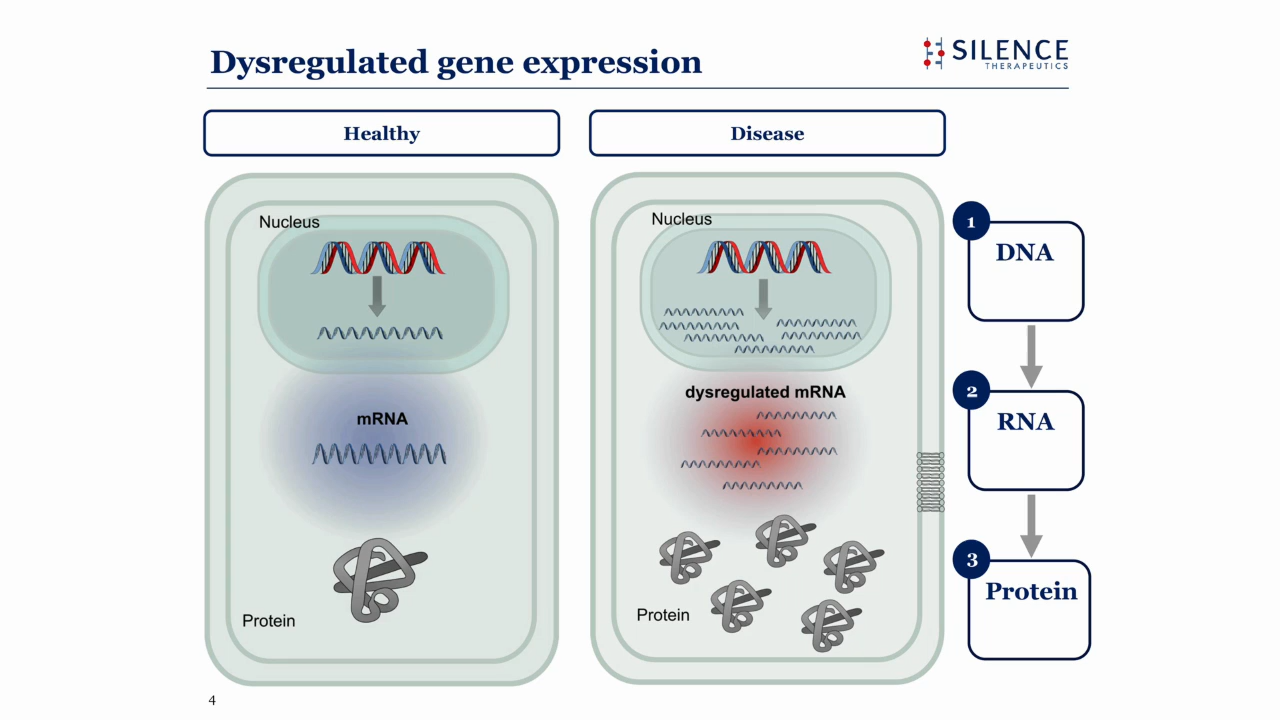 Dysregulated gene expression
SILENCE
THERAPEUTICS
Healthy
Disease
Nucleus
mRNA
Protein
Nucleus
dysregulated mRNA
Protein
1
DNA
2
RNA
3
Protein
4